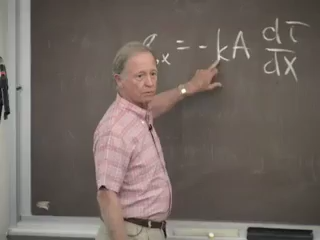 qx = -kA dT/dx